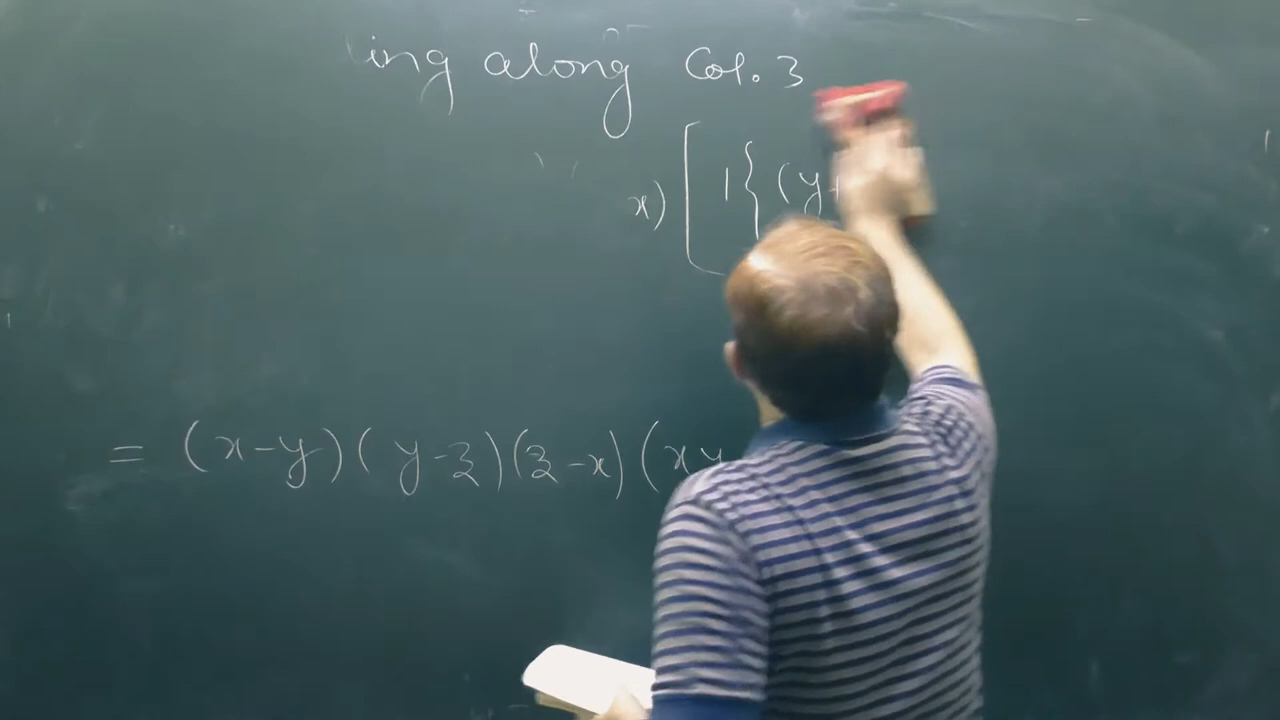 ing along Col. 3
x) [ 1 { (y+
= (x-y)(y-z)(z-x)(xy